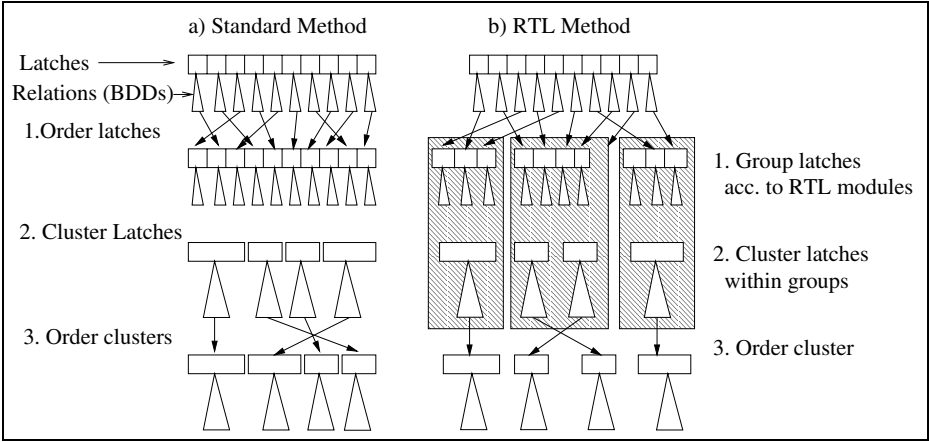 a) Standard Method
b) RTL Method
Latches
Relations (BDDs)
1.Order latches
2. Cluster Latches
3. Order clusters
1. Group latches
acc. to RTL modules
2. Cluster latches
within groups
3. Order cluster